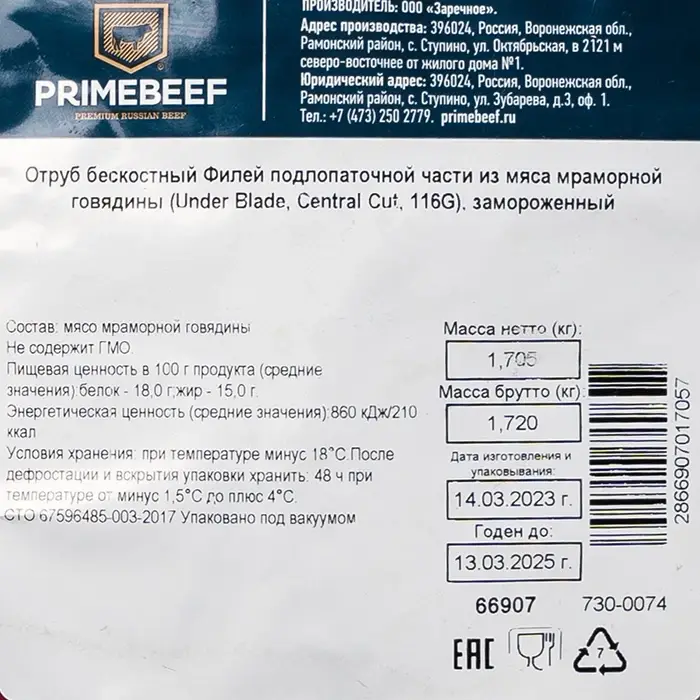 PRIMEBEEF
PREMIUM RUSSIAN BEEF
ПРОИЗВОДИТЕЛЬ: ООО «Заречное».
Адрес производства: 396024, Россия, Воронежская обл.,
Рамонский район, с. Ступино, ул. Октябрьская, в 2121 м
северо-восточнее от жилого дома №1.
Юридический адрес: 396024, Россия, Воронежская обл.,
Рамонский район, с. Ступино, ул. Зубарева, д.3, оф. 1.
Тел.: +7 (473) 250 2779. primebeef.ru
Отруб бескостный Филей подлопаточной части из мяса мраморной
говядины (Under Blade, Central Cut, 116G), замороженный
Состав: мясо мраморной говядины
Не содержит ГМО.
Пищевая ценность в 100 г продукта (средние
значения):белок - 18,0 г;жир - 15,0 г.
Энергетическая ценность (средние значения):860 кДж/210
ккал
Условия хранения: при температуре минус 18°С.После
дефростации и вскрытия упаковки хранить: 48 ч при
температуре от минус 1,5°С до плюс 4°С.
СТО 67596485-003-2017 Упаковано под вакуумом
Масса нетто (кг):
1,705
Масса брутто (кг):
1,720
Дата изготовления и
упаковывания:
14.03.2023 г.
Годен до:
13.03.2025 г.
66907 730-0074
2866907017057
EAC
7